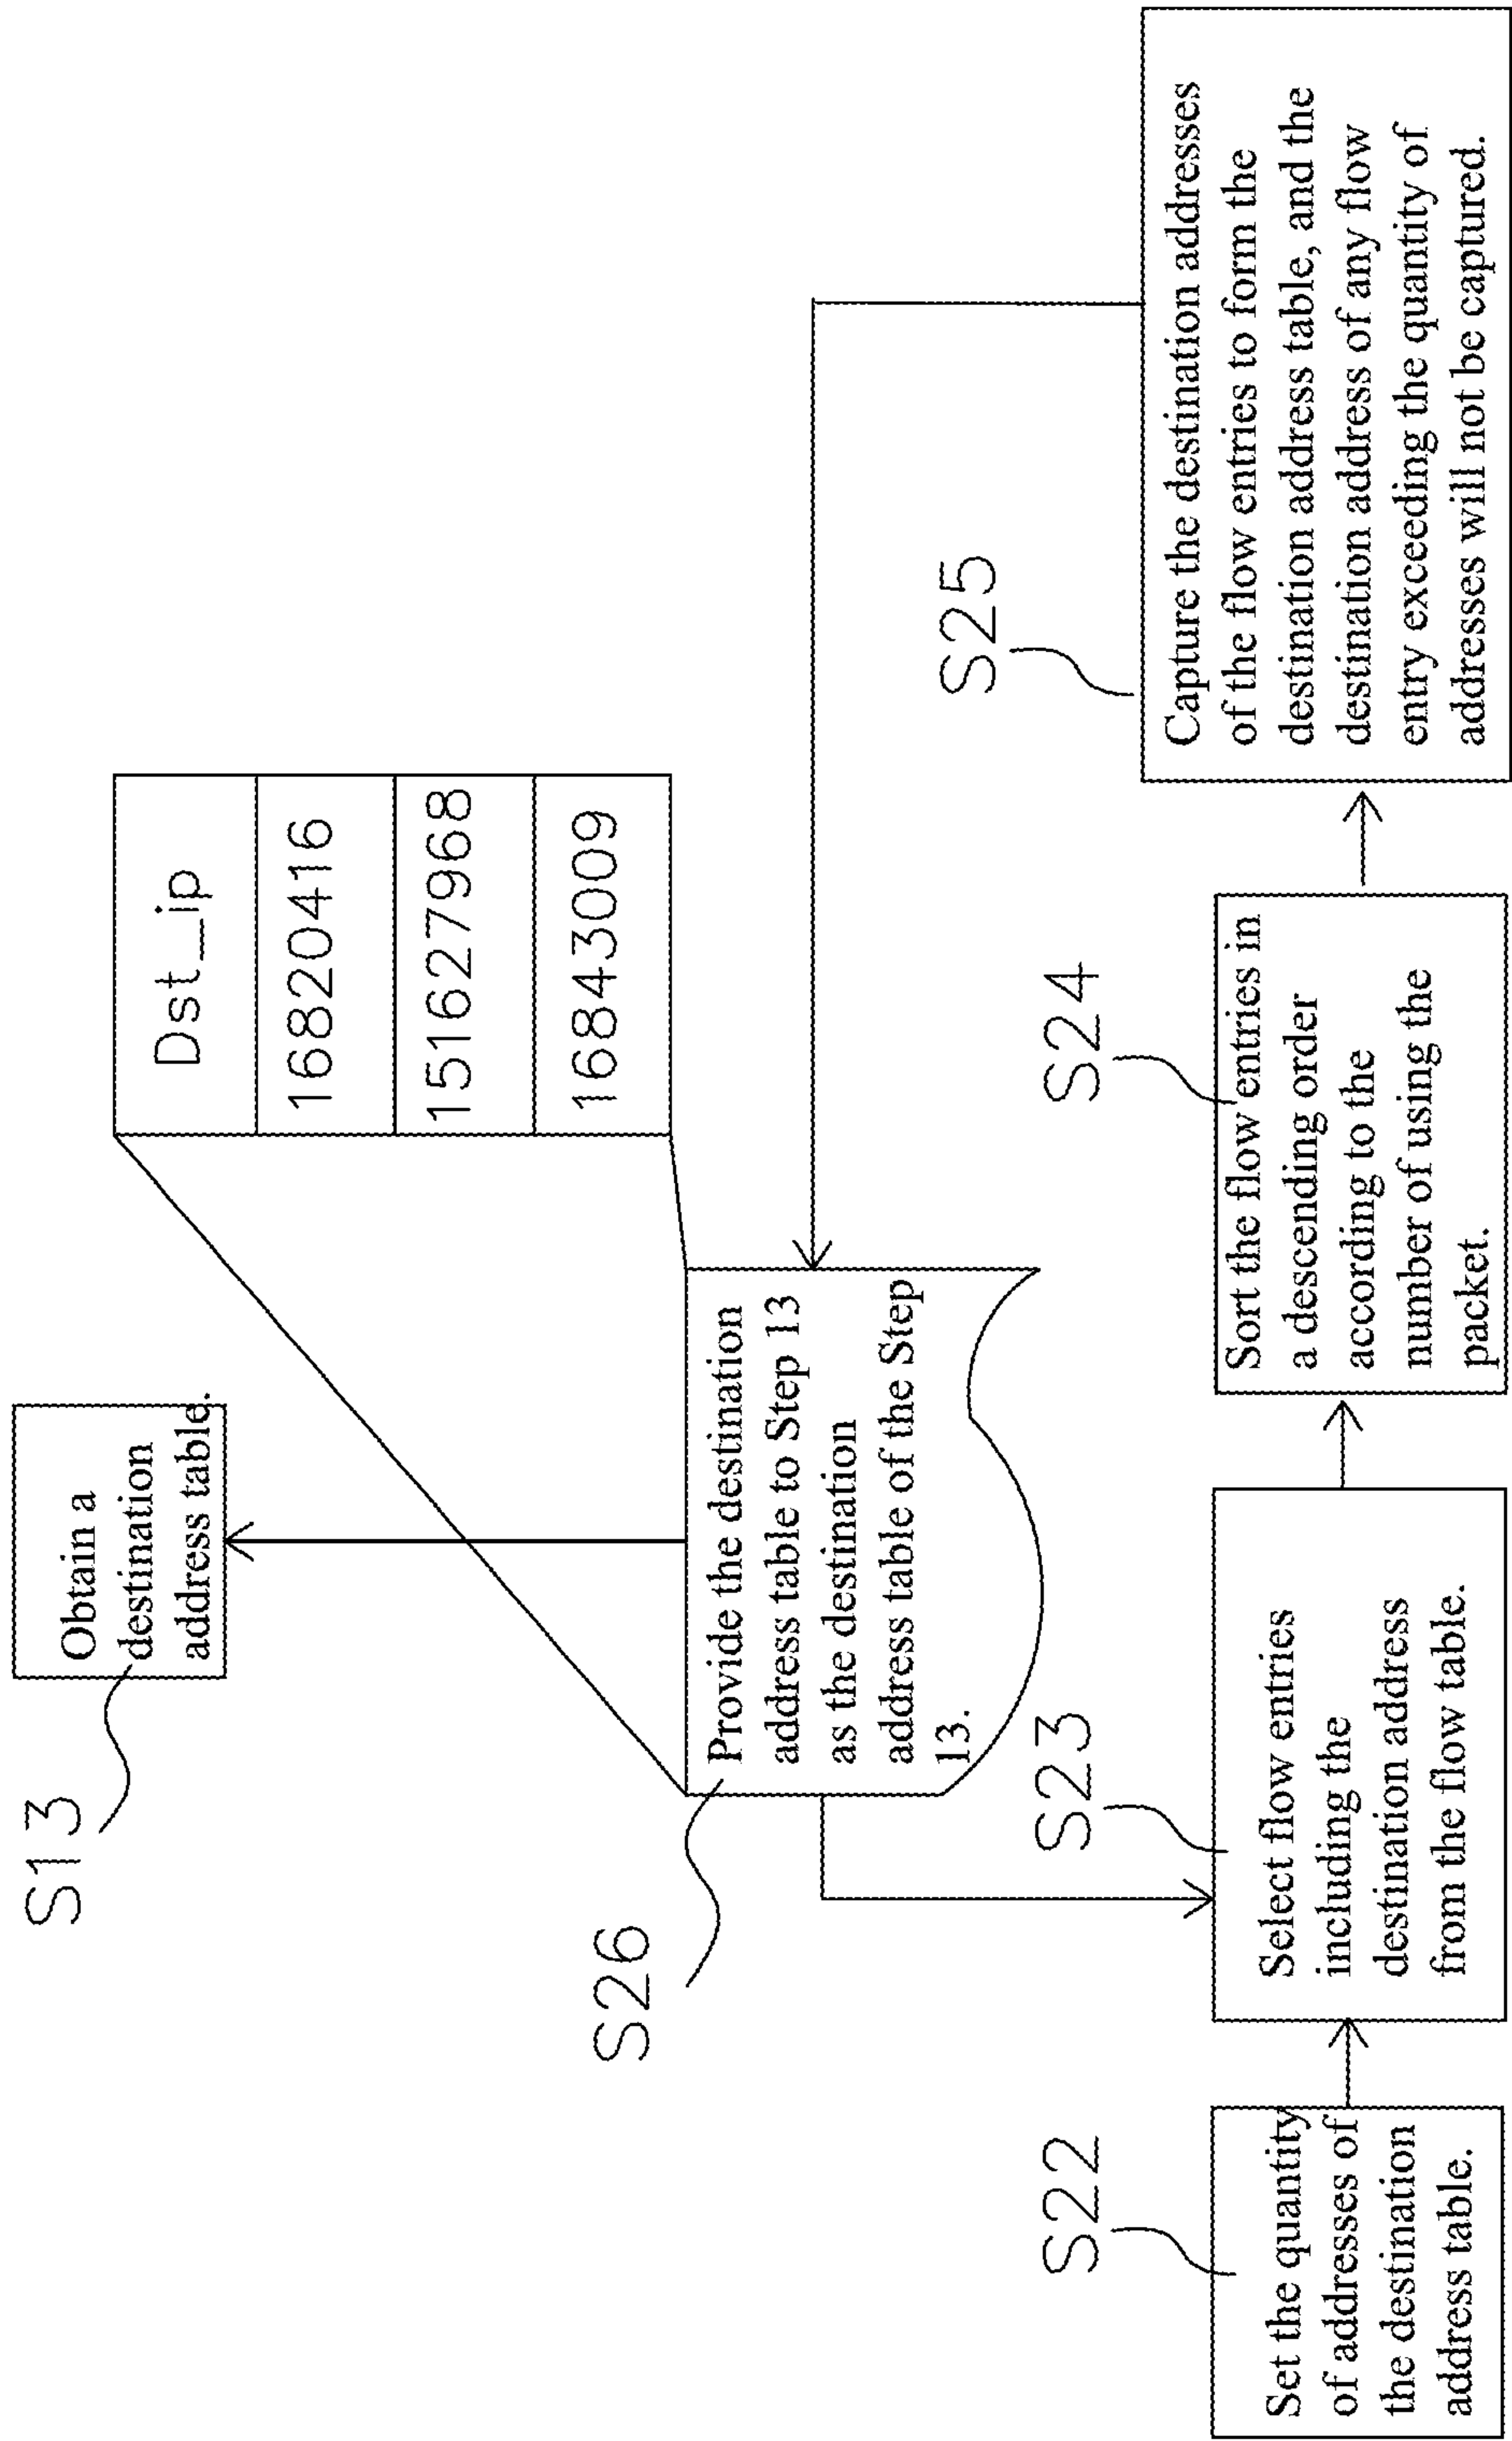 S13
Obtain a
destination
address table.
Dst_ip
16820416
151627968
16843009
S26
Provide the destination
address table to Step 13
as the destination
address table of the Step
13.
S22
Set the quantity
of addresses of
the destination
address table.
S23
Select flow entries
including the
destination address
from the flow table.
S24
Sort the flow entries in
a descending order
according to the
number of using the
packet.
S25
Capture the destination addresses
of the flow entries to form the
destination address table, and the
destination address of any flow
entry exceeding the quantity of
addresses will not be captured.